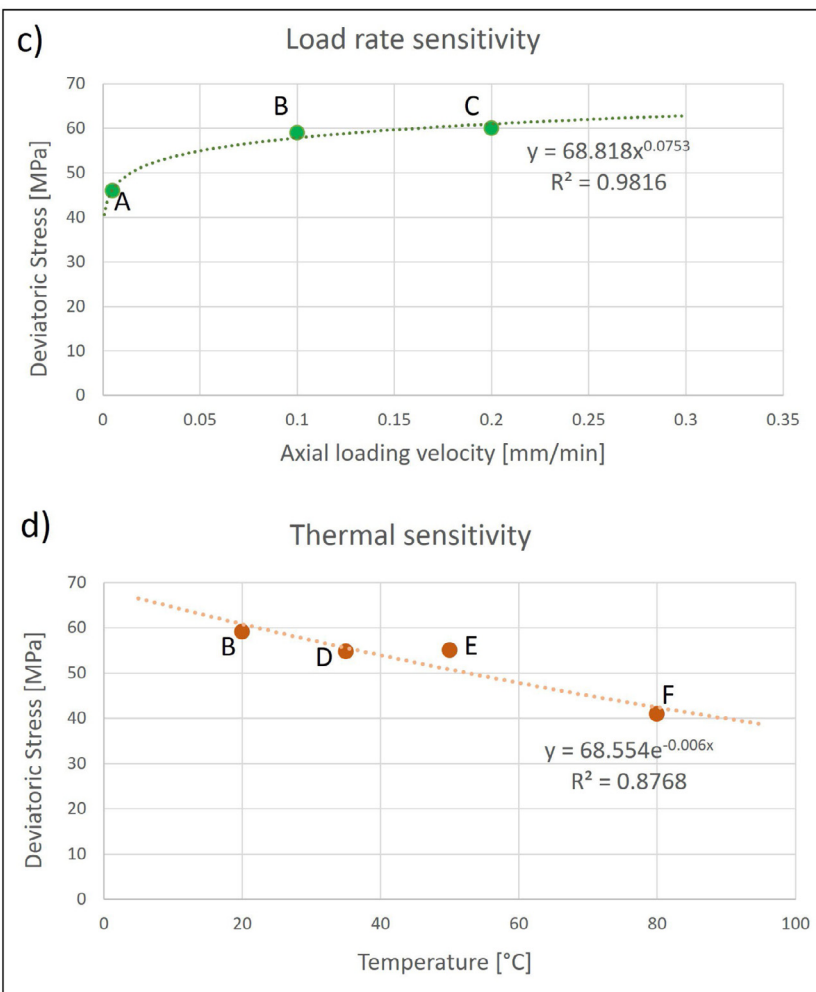 c)
Load rate sensitivity
Deviatoric Stress [MPa]
70
60
50
40
30
20
10
0
A
B
C
y = 68.818x^0.0753
R² = 0.9816
0 0.05 0.1 0.15 0.2 0.25 0.3 0.35
Axial loading velocity [mm/min]
d)
Thermal sensitivity
Deviatoric Stress [MPa]
70
60
50
40
30
20
10
0
B
D
E
F
y = 68.554e^-0.006x
R² = 0.8768
0 20 40 60 80 100
Temperature [°C]